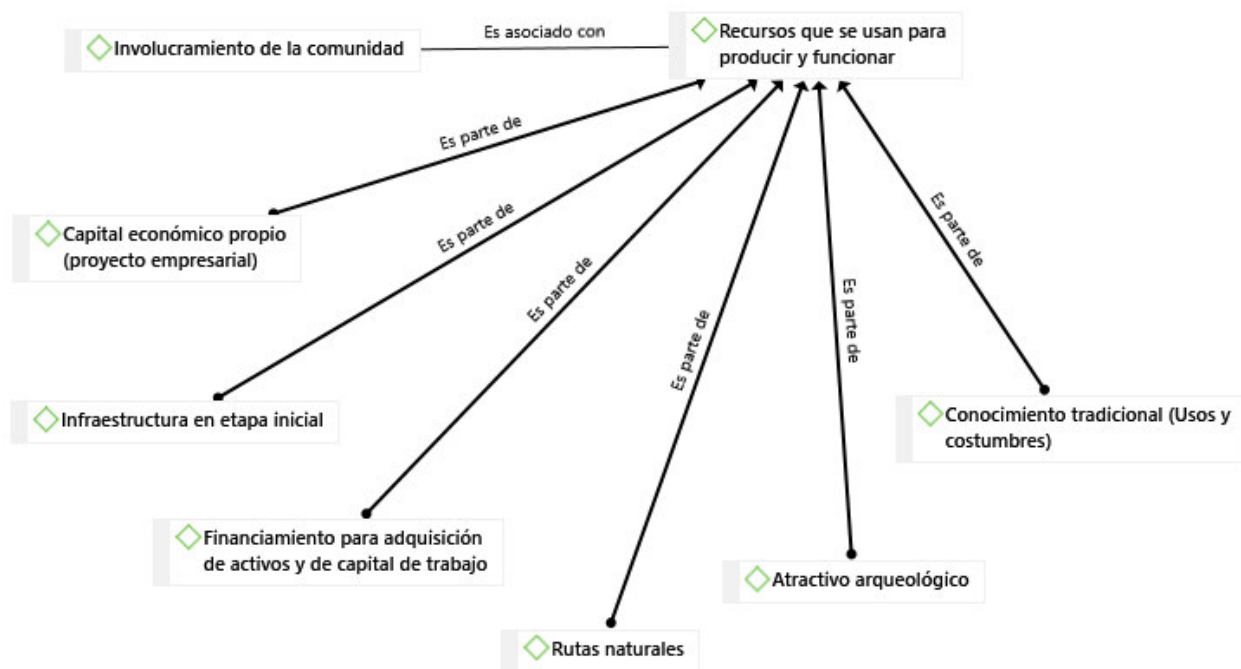 Involucramiento de la comunidad
Es asociado con
Recursos que se usan para
producir y funcionar
Es parte de
Es parte de
Es parte de
Es parte de
Es parte de
Es parte de
Capital económico propio
(proyecto empresarial)
Infraestructura en etapa inicial
Conocimiento tradicional (Usos y
costumbres)
Financiamiento para adquisición
de activos y de capital de trabajo
Atractivo arqueológico
Rutas naturales